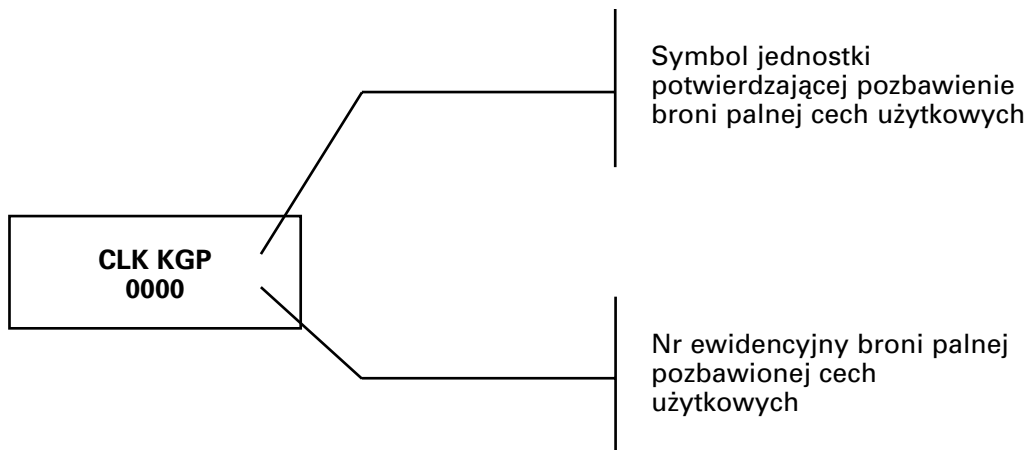 Symbol jednostki
potwierdzającej pozbawienie
broni palnej cech użytkowych
CLK KGP
0000
Nr ewidencyjny broni palnej
pozbawionej cech
użytkowych